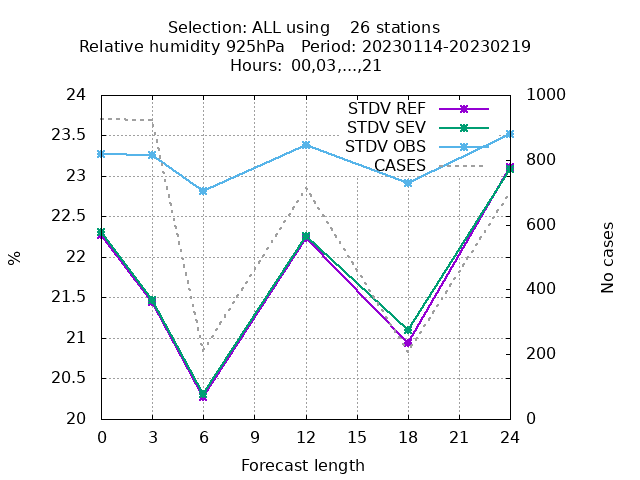 Selection: ALL using    26 stations
Relative humidity 925hPa   Period: 20230114-20230219
Hours:  00,03,...,21
24
23.5
23
22.5
22
21.5
21
20.5
20
1000
800
600
400
200
0
STDV REF
STDV SEV
STDV OBS
CASES
%
No cases
0 3 6 9 12 15 18 21 24
Forecast length